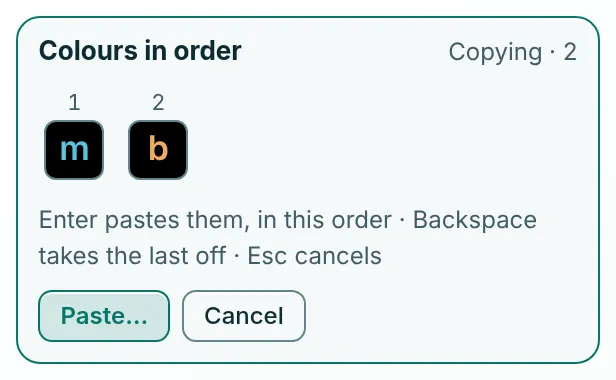 Colours in order
Copying · 2
1 2
m b
Enter pastes them, in this order · Backspace
takes the last off · Esc cancels
Paste... Cancel